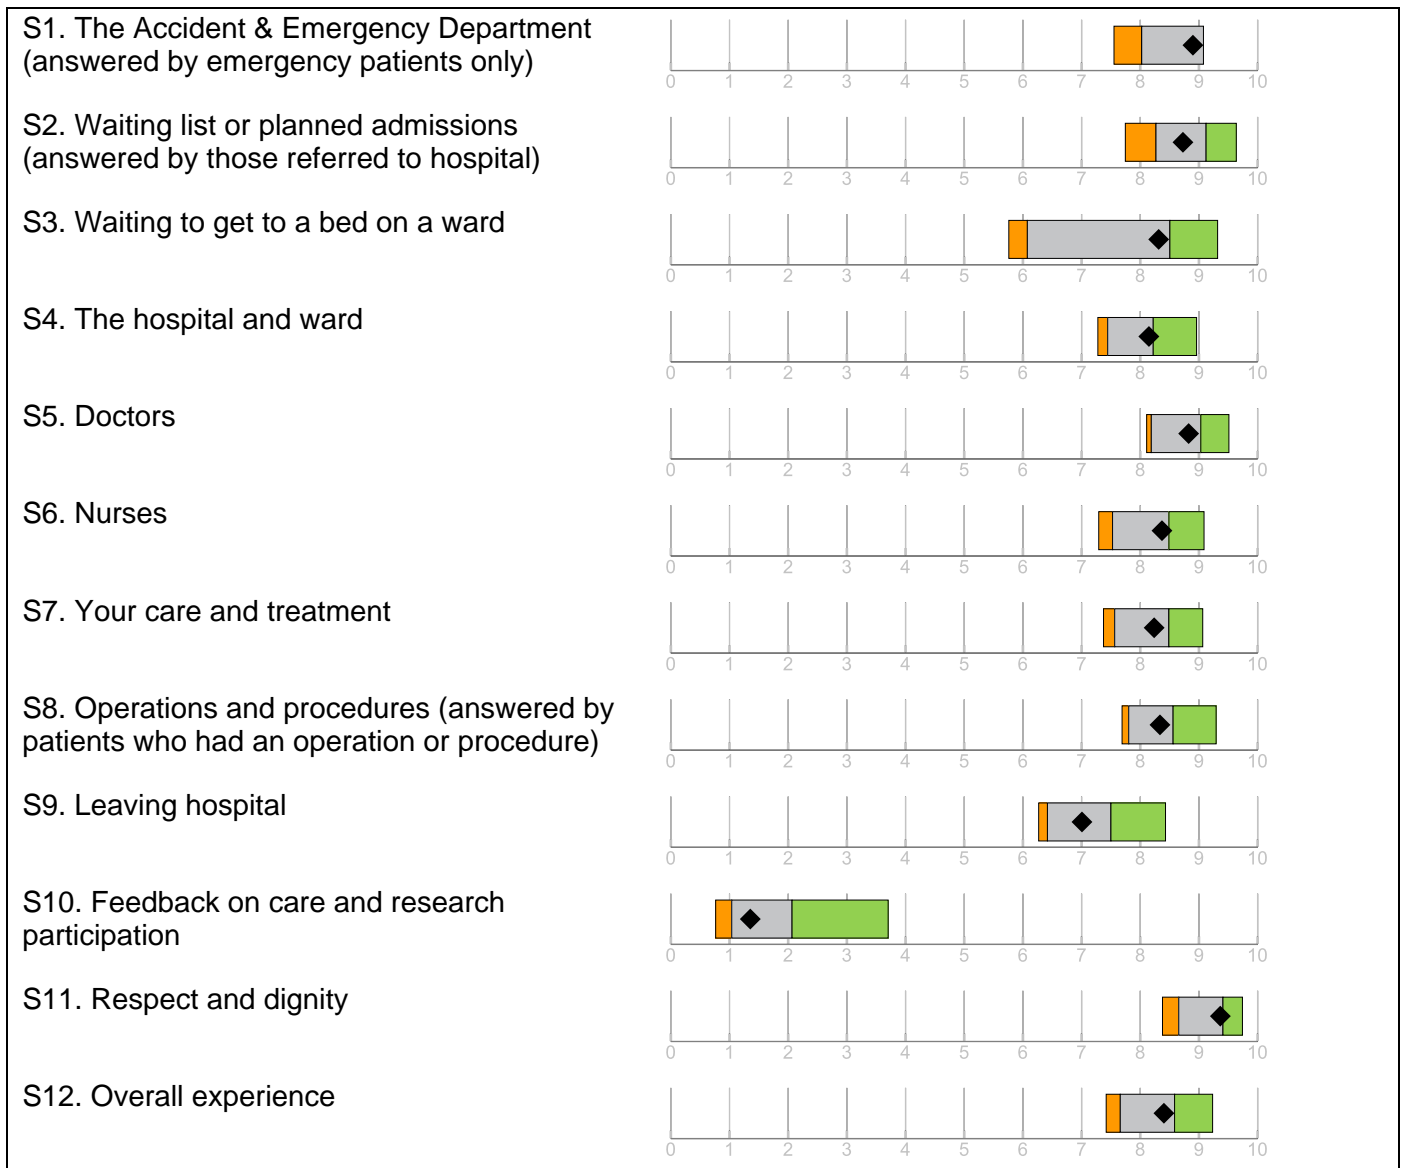 S1. The Accident & Emergency Department
(answered by emergency patients only)
0 1 2 3 4 5 6 7 8 9 10
S2. Waiting list or planned admissions
(answered by those referred to hospital)
0 1 2 3 4 5 6 7 8 9 10
S3. Waiting to get to a bed on a ward
0 1 2 3 4 5 6 7 8 9 10
S4. The hospital and ward
0 1 2 3 4 5 6 7 8 9 10
S5. Doctors
0 1 2 3 4 5 6 7 8 9 10
S6. Nurses
0 1 2 3 4 5 6 7 8 9 10
S7. Your care and treatment
0 1 2 3 4 5 6 7 8 9 10
S8. Operations and procedures (answered by
patients who had an operation or procedure)
0 1 2 3 4 5 6 7 8 9 10
S9. Leaving hospital
0 1 2 3 4 5 6 7 8 9 10
S10. Feedback on care and research
participation
0 1 2 3 4 5 6 7 8 9 10
S11. Respect and dignity
0 1 2 3 4 5 6 7 8 9 10
S12. Overall experience
0 1 2 3 4 5 6 7 8 9 10